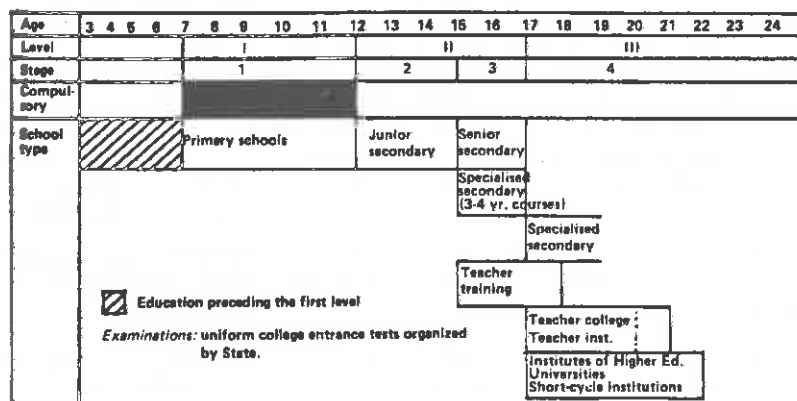 Age 3 4 5 6 7 8 9 10 11 12 13 14 15 16 17 18 19 20 21 22 23 24
Level I II III
Stage 1 2 3 4
Compul-
sory
School
type
Primary schools
Junior
secondary
Senior
secondary
Specialised
secondary
(3-4 yr. courses)
Specialised
secondary
Teacher
training
Teacher college
Teacher inst.
Institutes of Higher Ed.
Universities
Short-cycle institutions
Education preceding the first level
Examinations: uniform college entrance tests organized
by State.